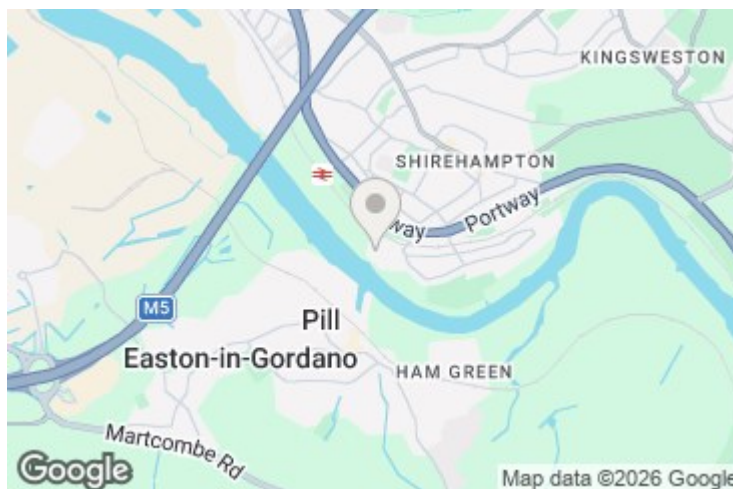 KINGSWESTON
SHIREHAMPTON
way
Portway
M5
Pill
Easton-in-Gordano
HAM GREEN
Martcombe Rd
Google
Map data ©2026 Google